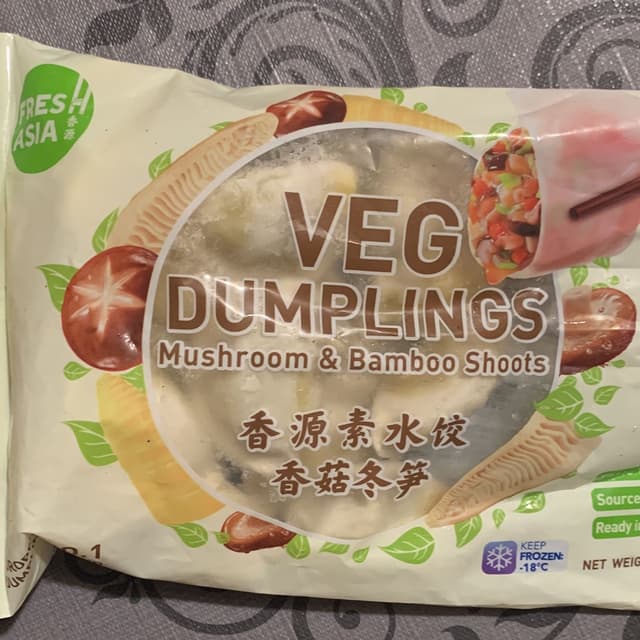 FRESH
ASIA
香源
VEG
DUMPLINGS
Mushroom & Bamboo Shoots
香源素水饺
香菇冬笋
Source
Ready in
KEEP
FROZEN:
-18°C
NET WEIG